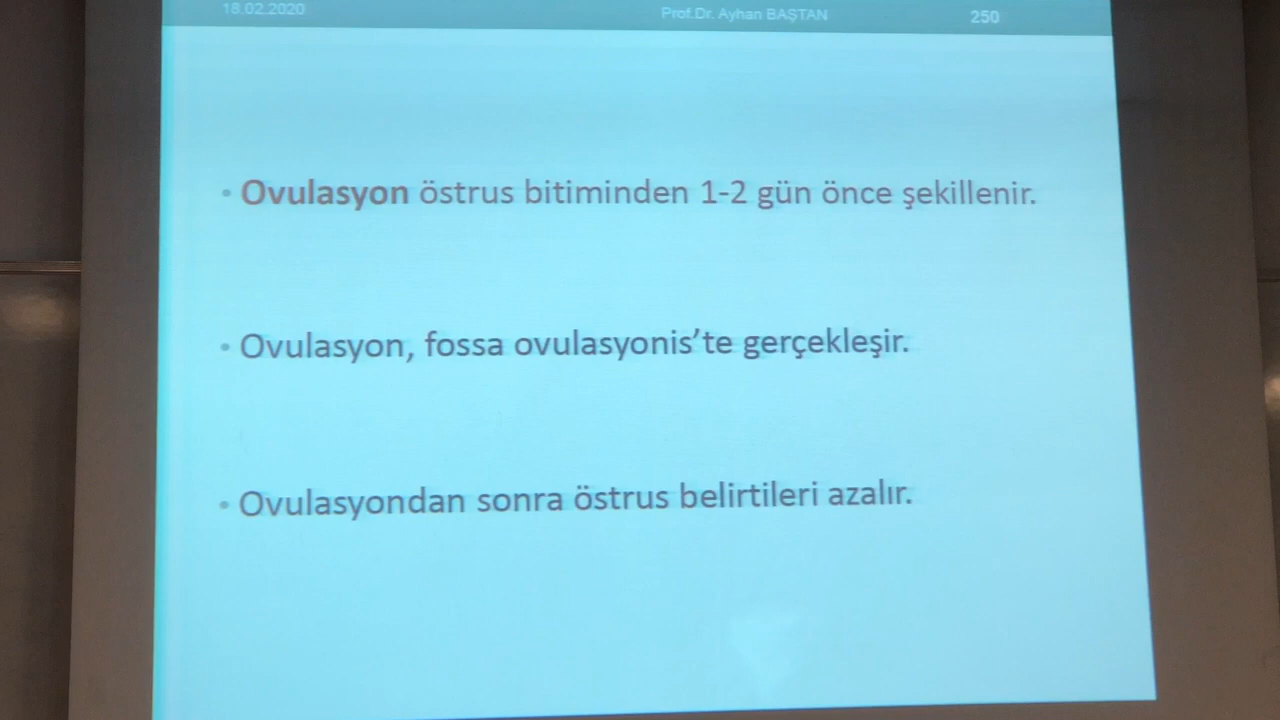 18.02.2020 Prof.Dr. Ayhan BAŞTAN 250
• Ovulasyon östrus bitiminden 1-2 gün önce şekillenir.
• Ovulasyon, fossa ovulasyonis’te gerçekleşir.
• Ovulasyondan sonra östrus belirtileri azalır.